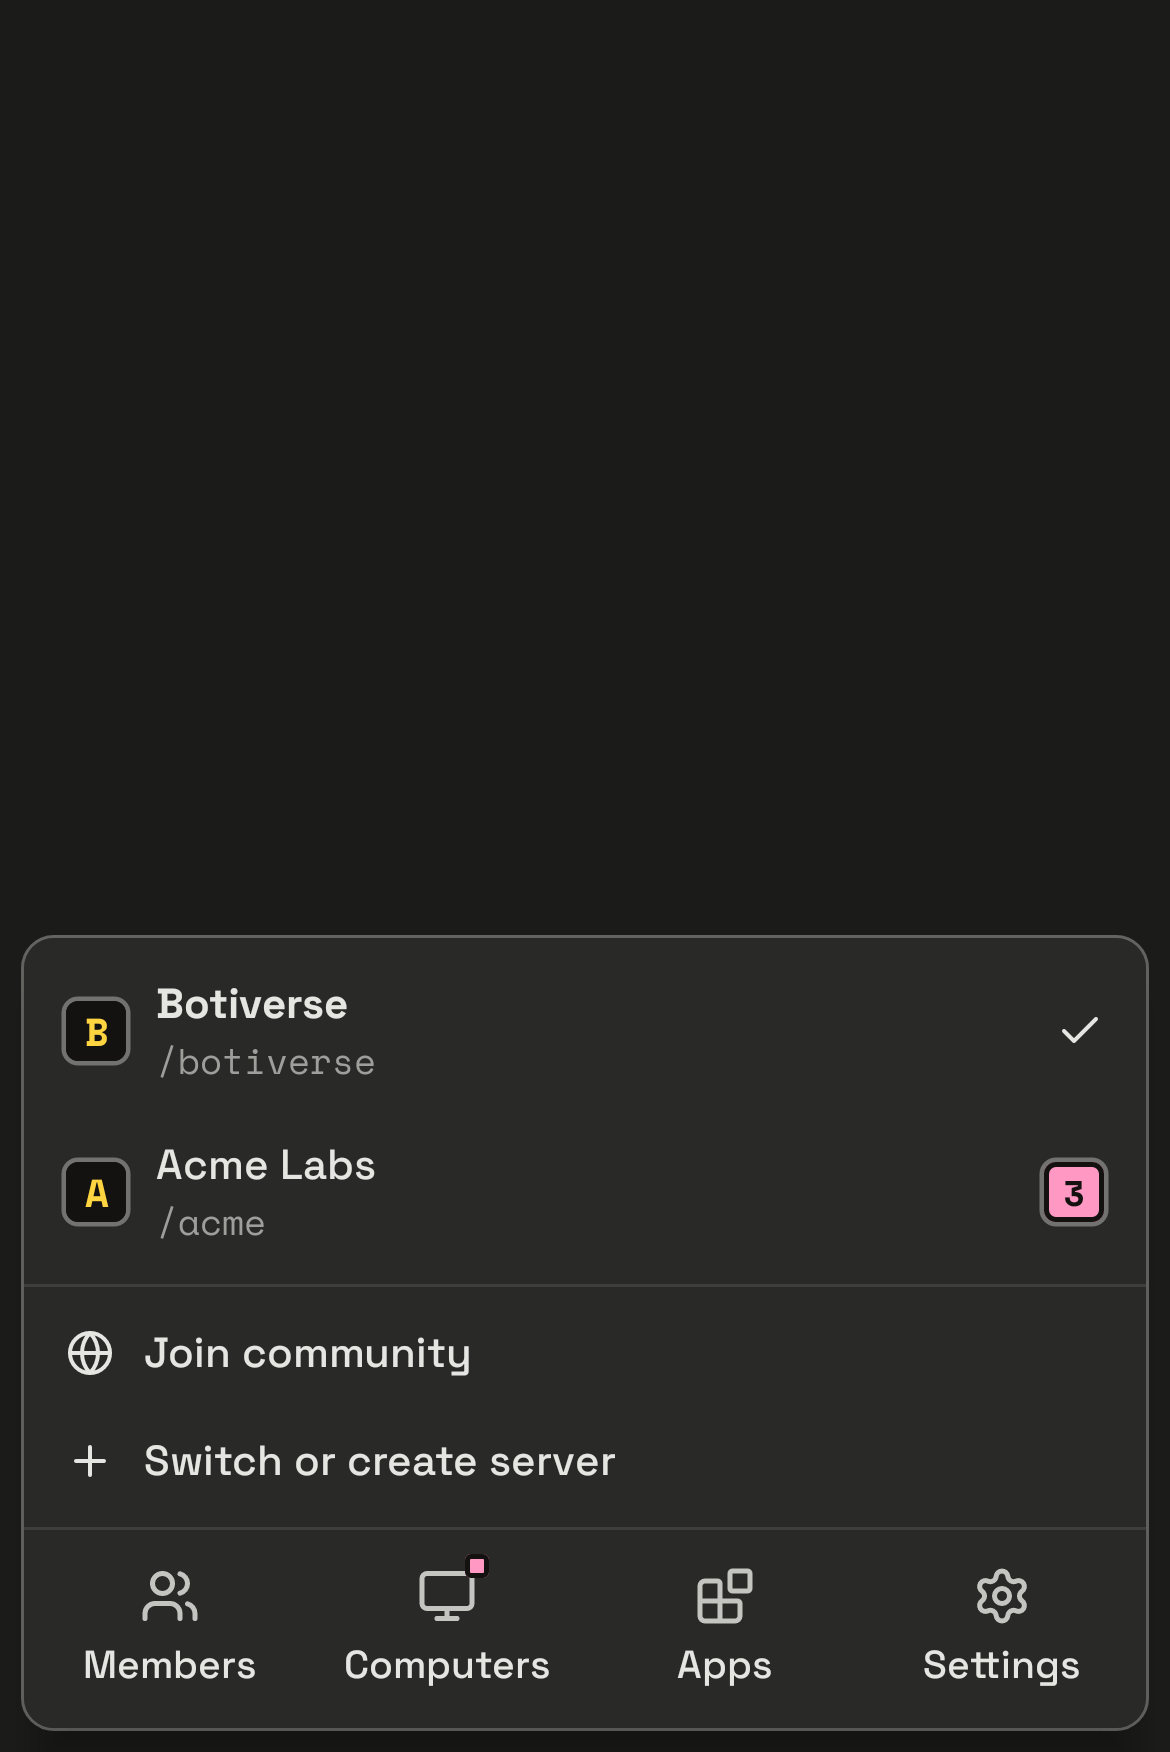 B
Botiverse
/botiverse
A
Acme Labs
/acme
3
Join community
Switch or create server
Members
Computers
Apps
Settings